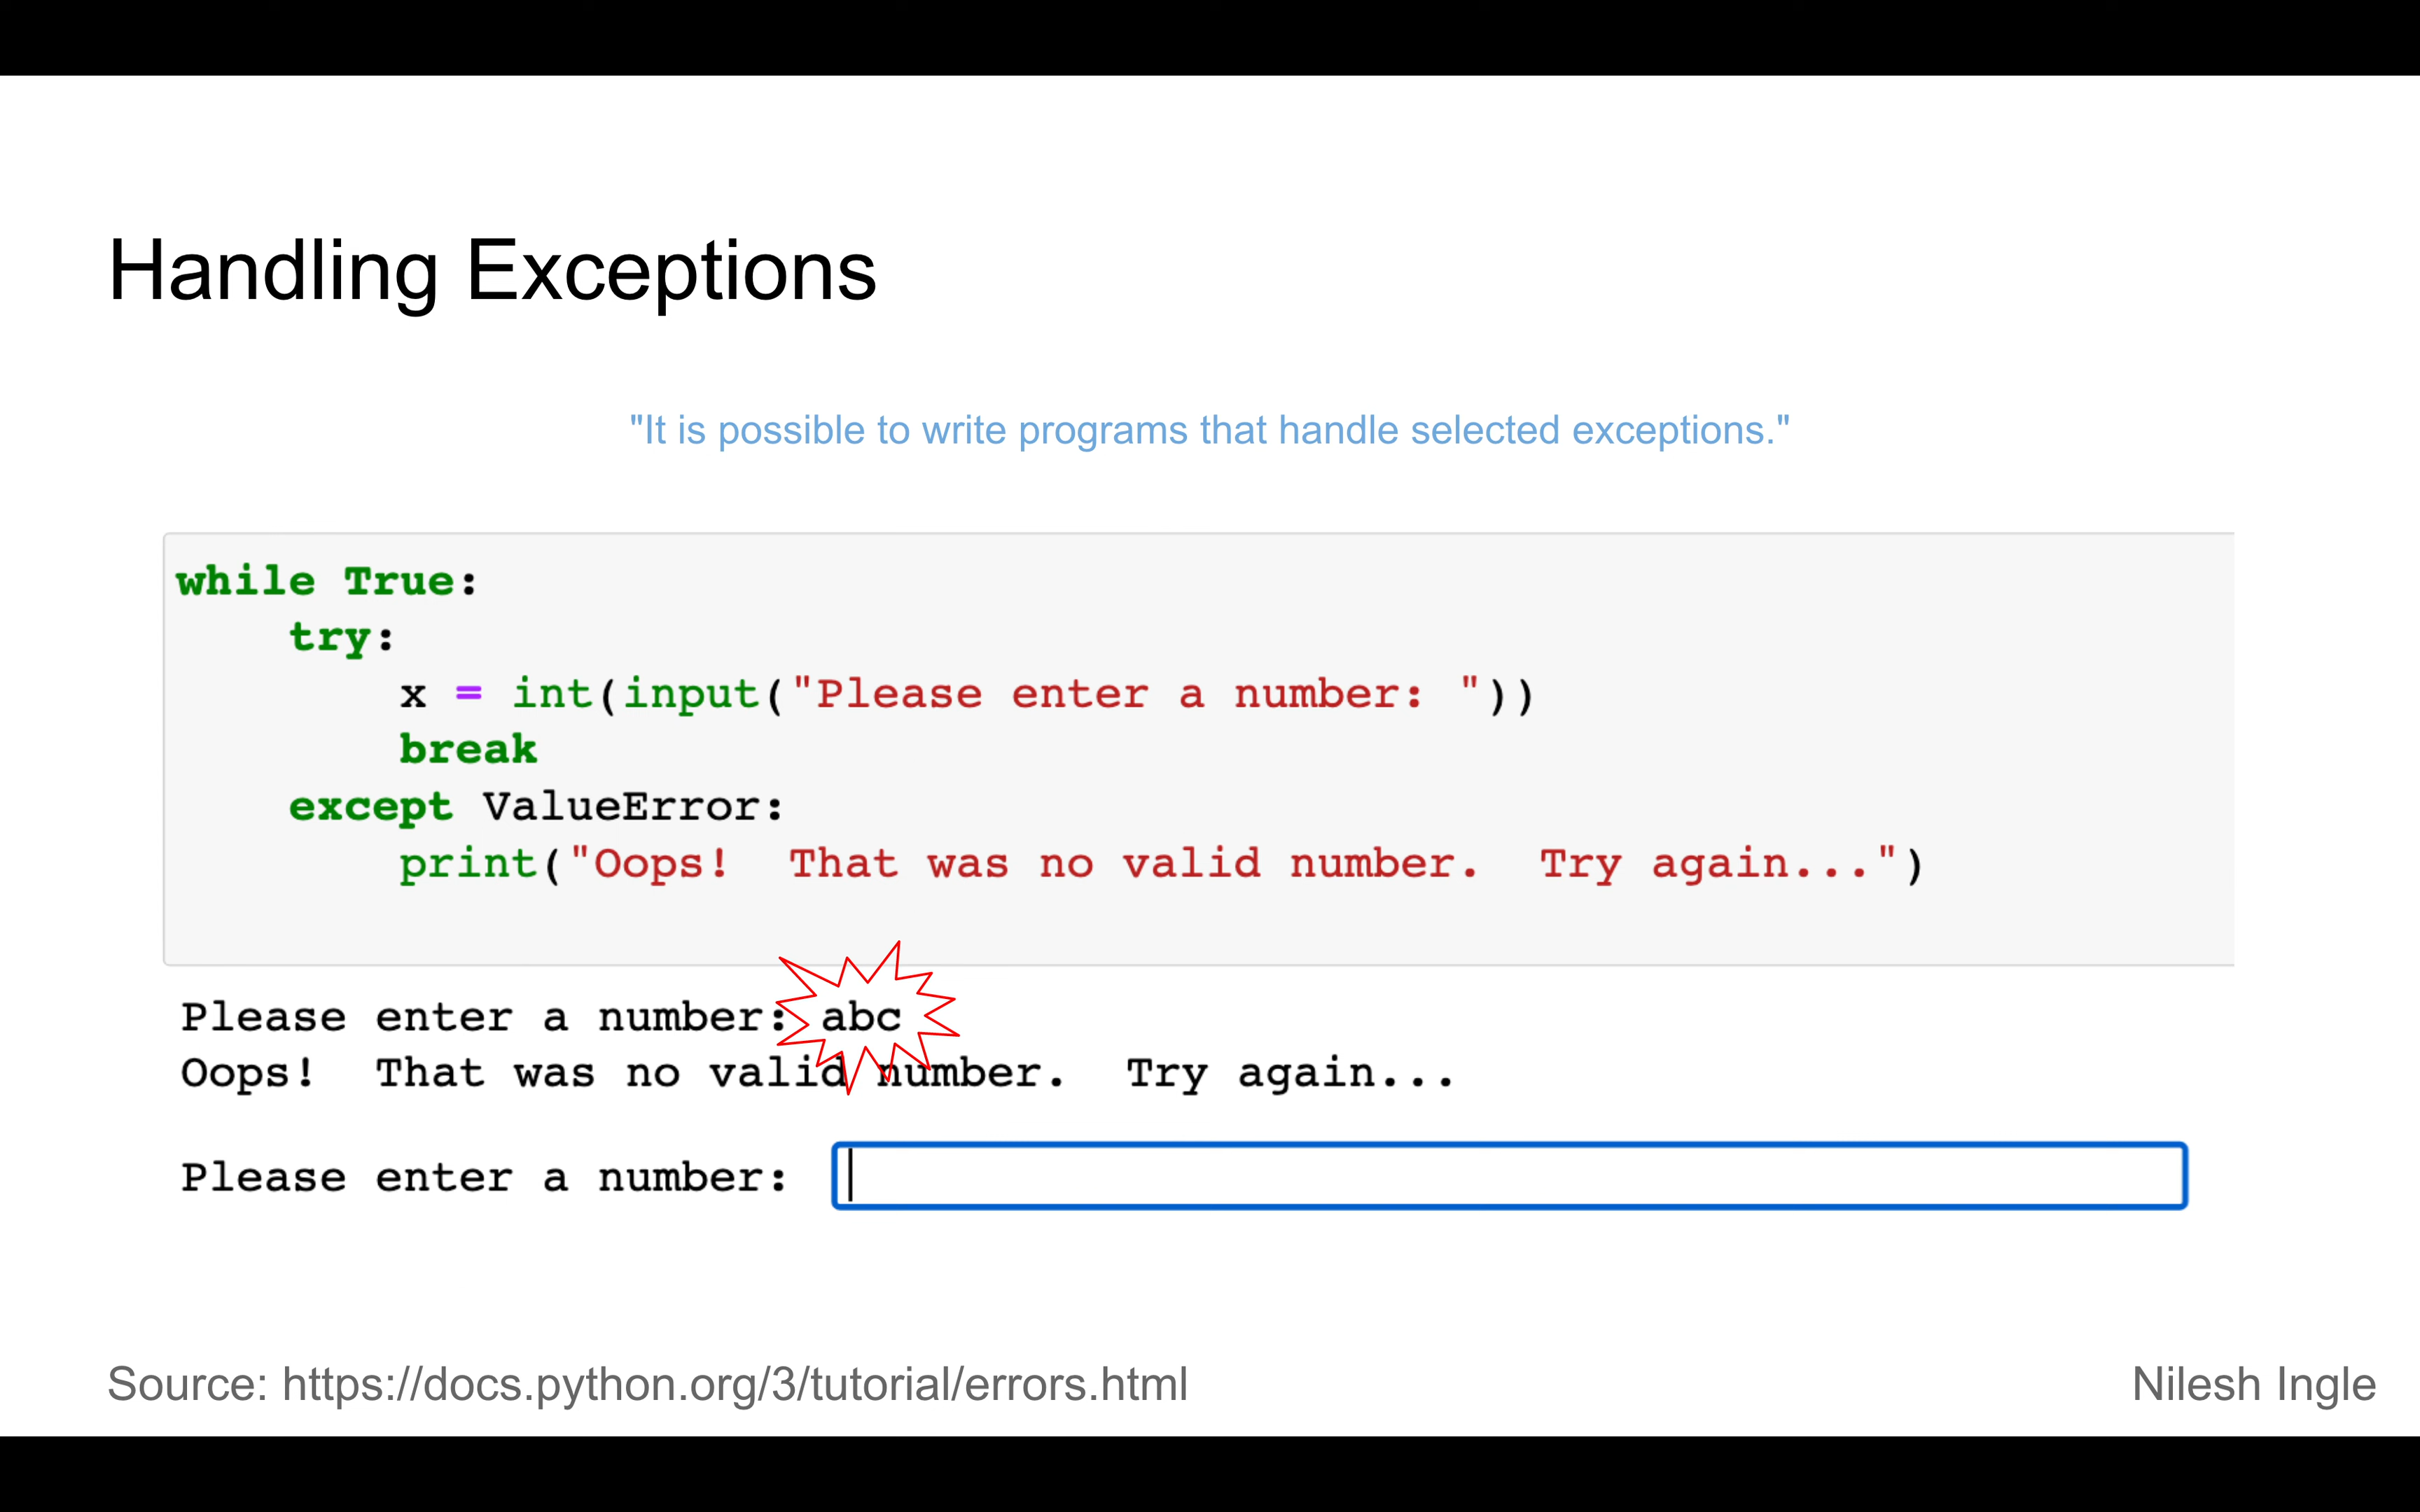 Handling Exceptions
"It is possible to write programs that handle selected exceptions."
while True:
    try:
        x = int(input("Please enter a number: "))
        break
    except ValueError:
        print("Oops!  That was no valid number.  Try again...")
Please enter a number: abc
Oops!  That was no valid number.  Try again...
Please enter a number:
Source: https://docs.python.org/3/tutorial/errors.html
Nilesh Ingle